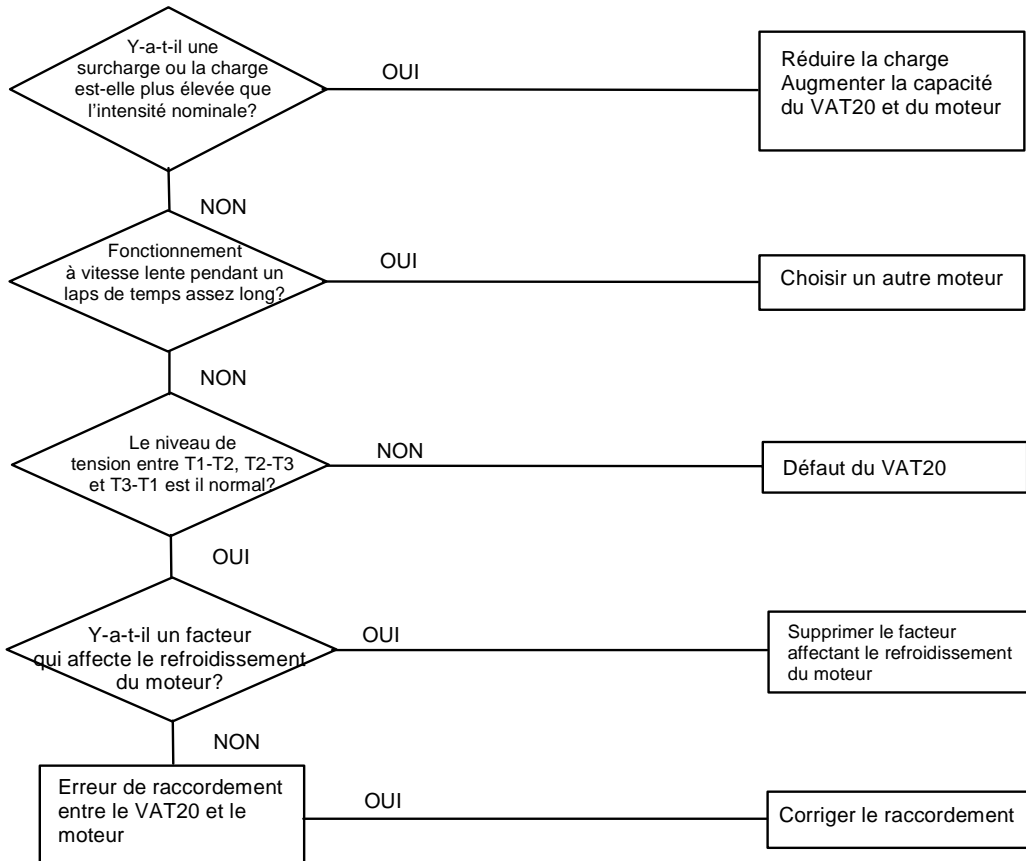 Y-a-t-il une
surcharge ou la charge
est-elle plus élevée que
l'intensité nominale?
OUI
Réduire la charge
Augmenter la capacité
du VAT20 et du moteur
NON
Fonctionnement
à vitesse lente pendant un
laps de temps assez long?
OUI
Choisir un autre moteur
NON
Le niveau de
tension entre T1-T2, T2-T3
et T3-T1 est il normal?
NON
Défaut du VAT20
OUI
Y-a-t-il un facteur
qui affecte le refroidissement
du moteur?
OUI
Supprimer le facteur
affectant le refroidissement
du moteur
NON
Erreur de raccordement
entre le VAT20 et le
moteur
OUI
Corriger le raccordement